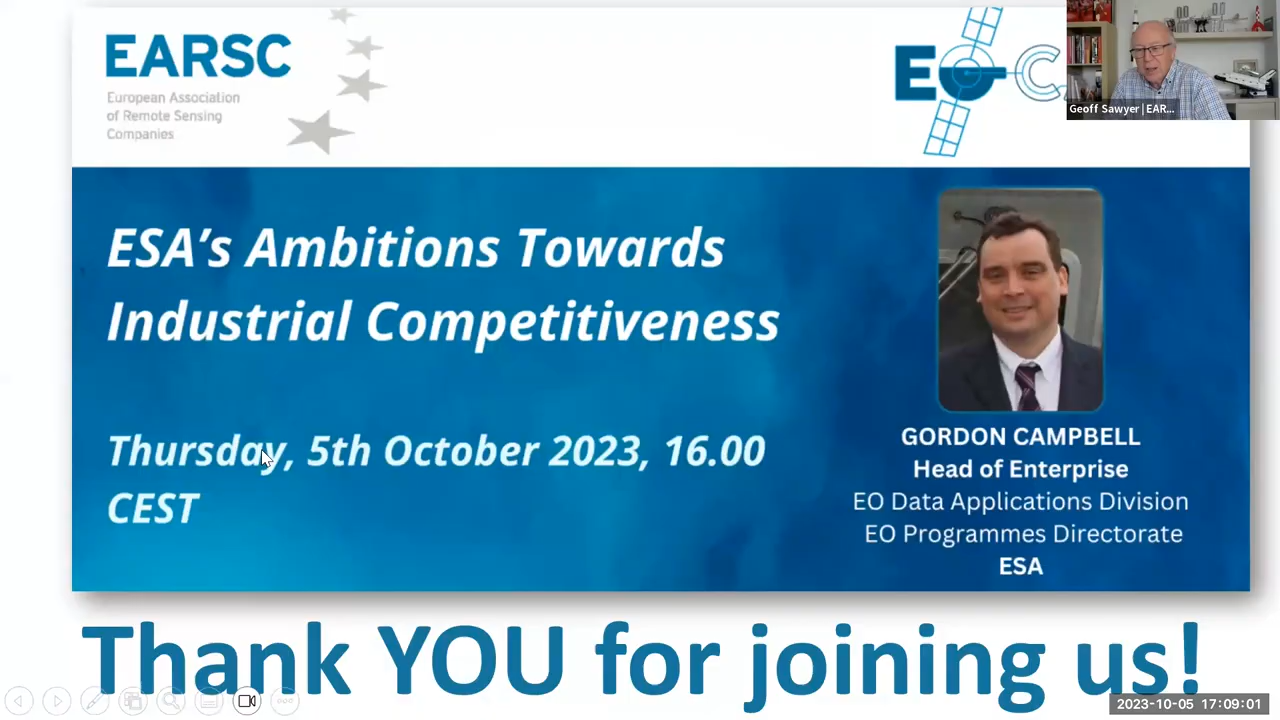 EARSC
European Association
of Remote Sensing
Companies
EO C
Geoff Sawyer | EAR...
ESA's Ambitions Towards
Industrial Competitiveness
Thursday, 5th October 2023, 16.00
CEST
GORDON CAMPBELL
Head of Enterprise
EO Data Applications Division
EO Programmes Directorate
ESA
Thank YOU for joining us!
2023-10-05 17:09:01